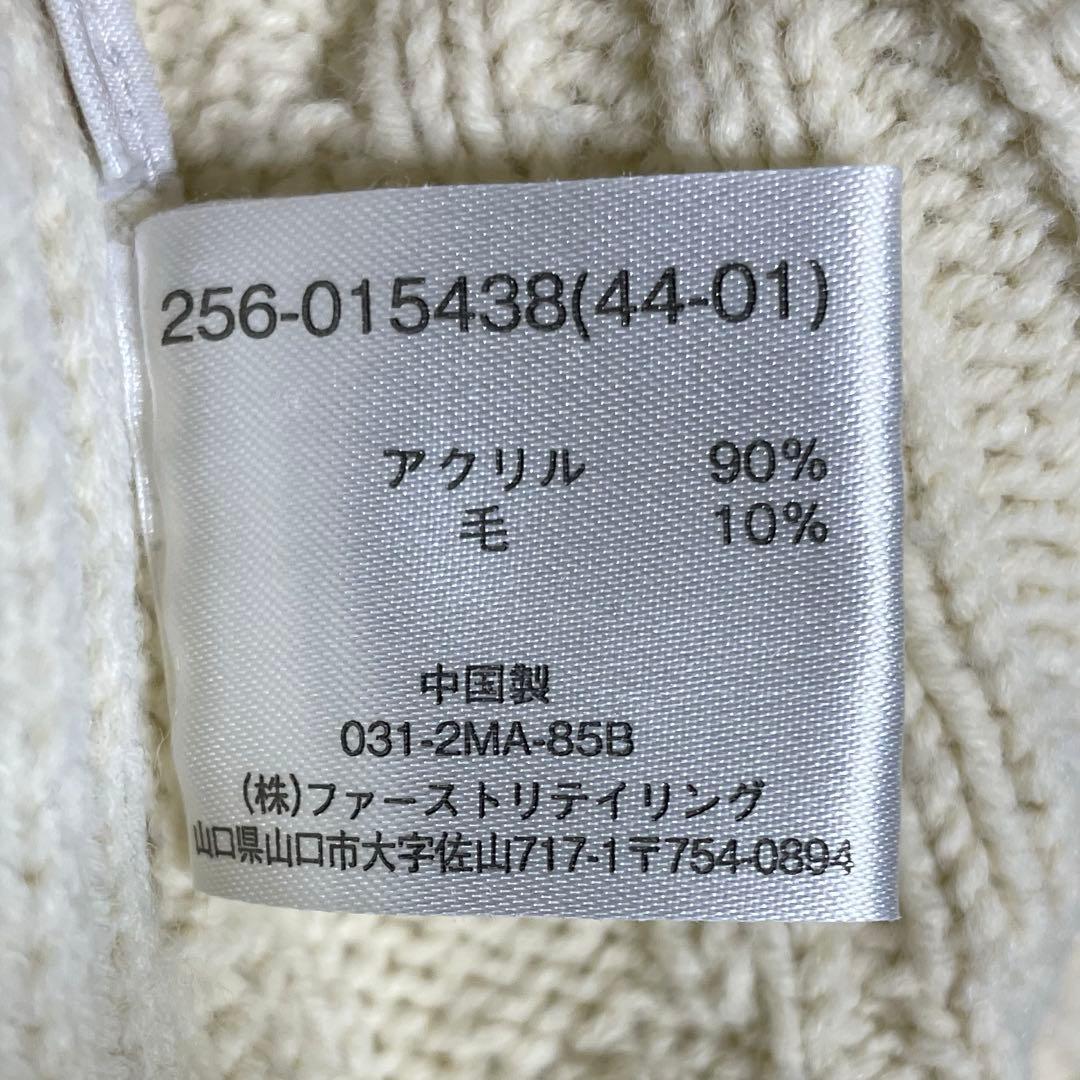 256-015438(44-01)
アクリル 90%
毛 10%
中国製
031-2MA-85B
(株)ファーストリテイリング
山口県山口市大字佐山717-1〒754-0894